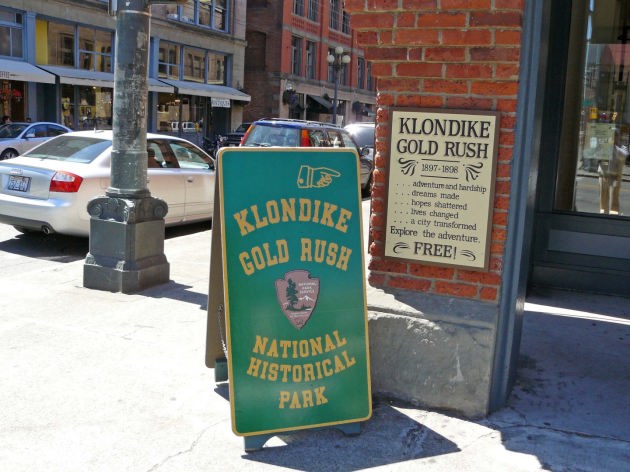 KLONDIKE
GOLD RUSH
NATIONAL
HISTORICAL
PARK
KLONDIKE
GOLD RUSH
1897-1898
. . . adventure and hardship
. . . dreams made
. . . hopes shattered
. . . lives changed
. . . a city transformed
Explore the adventure.
FREE!